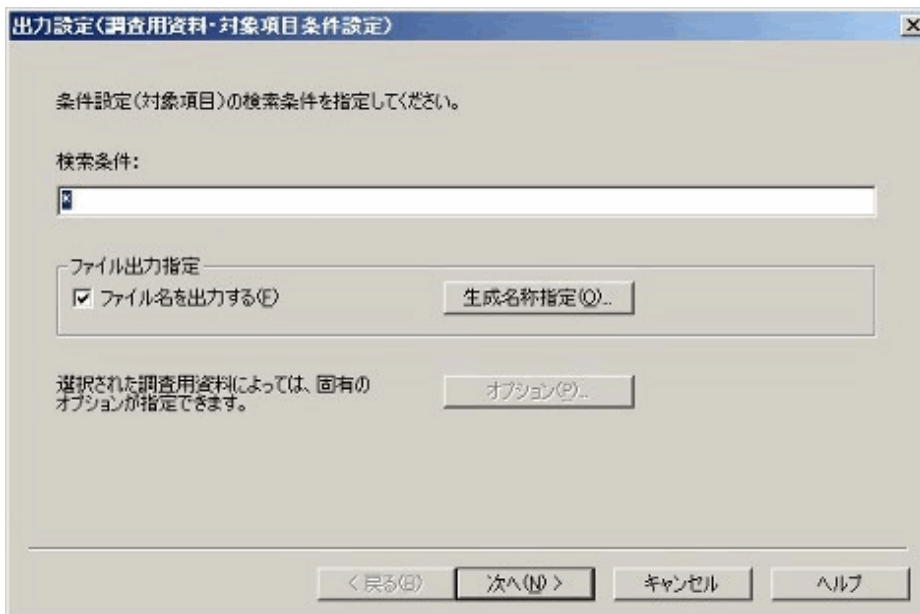 出力設定(調査用資料・対象項目条件設定)
条件設定(対象項目)の検索条件を指定してください。
検索条件:
*
ファイル出力指定
ファイル名を出力する(F)
生成名称指定(O)...
選択された調査用資料によっては、固有の
オプションが指定できます。
オプション(P)...
< 戻る(B)
次へ(N) >
キャンセル
ヘルプ